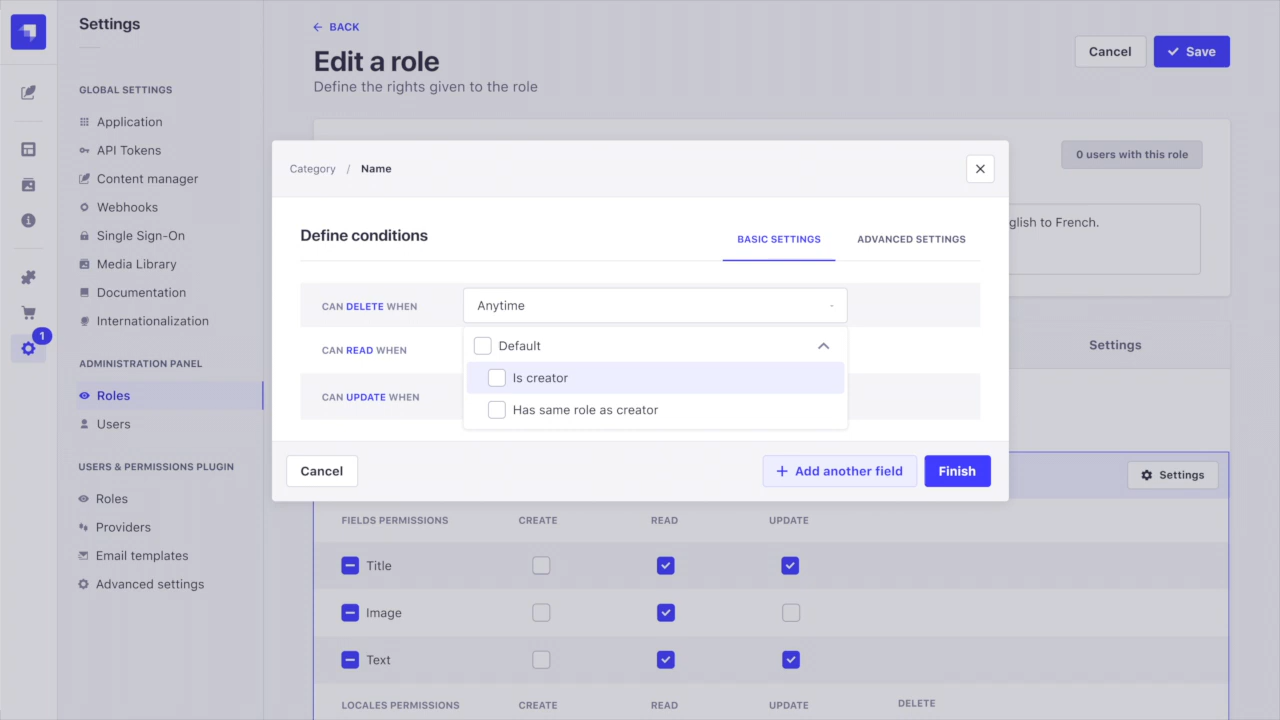 Settings
GLOBAL SETTINGS
Application
API Tokens
Content manager
Webhooks
Single Sign-On
Media Library
Documentation
Internationalization
1
ADMINISTRATION PANEL
Roles
Users
USERS & PERMISSIONS PLUGIN
Roles
Providers
Email templates
Advanced settings
BACK
Edit a role
Define the rights given to the role
Cancel
Save
0 users with this role
glish to French.
Settings
Category / Name
Define conditions
BASIC SETTINGS
ADVANCED SETTINGS
CAN DELETE WHEN
Anytime
CAN READ WHEN
Default
Is creator
CAN UPDATE WHEN
Has same role as creator
Cancel
Add another field
Finish
Settings
FIELDS PERMISSIONS CREATE READ UPDATE
Title
Image
Text
LOCALES PERMISSIONS CREATE READ UPDATE DELETE